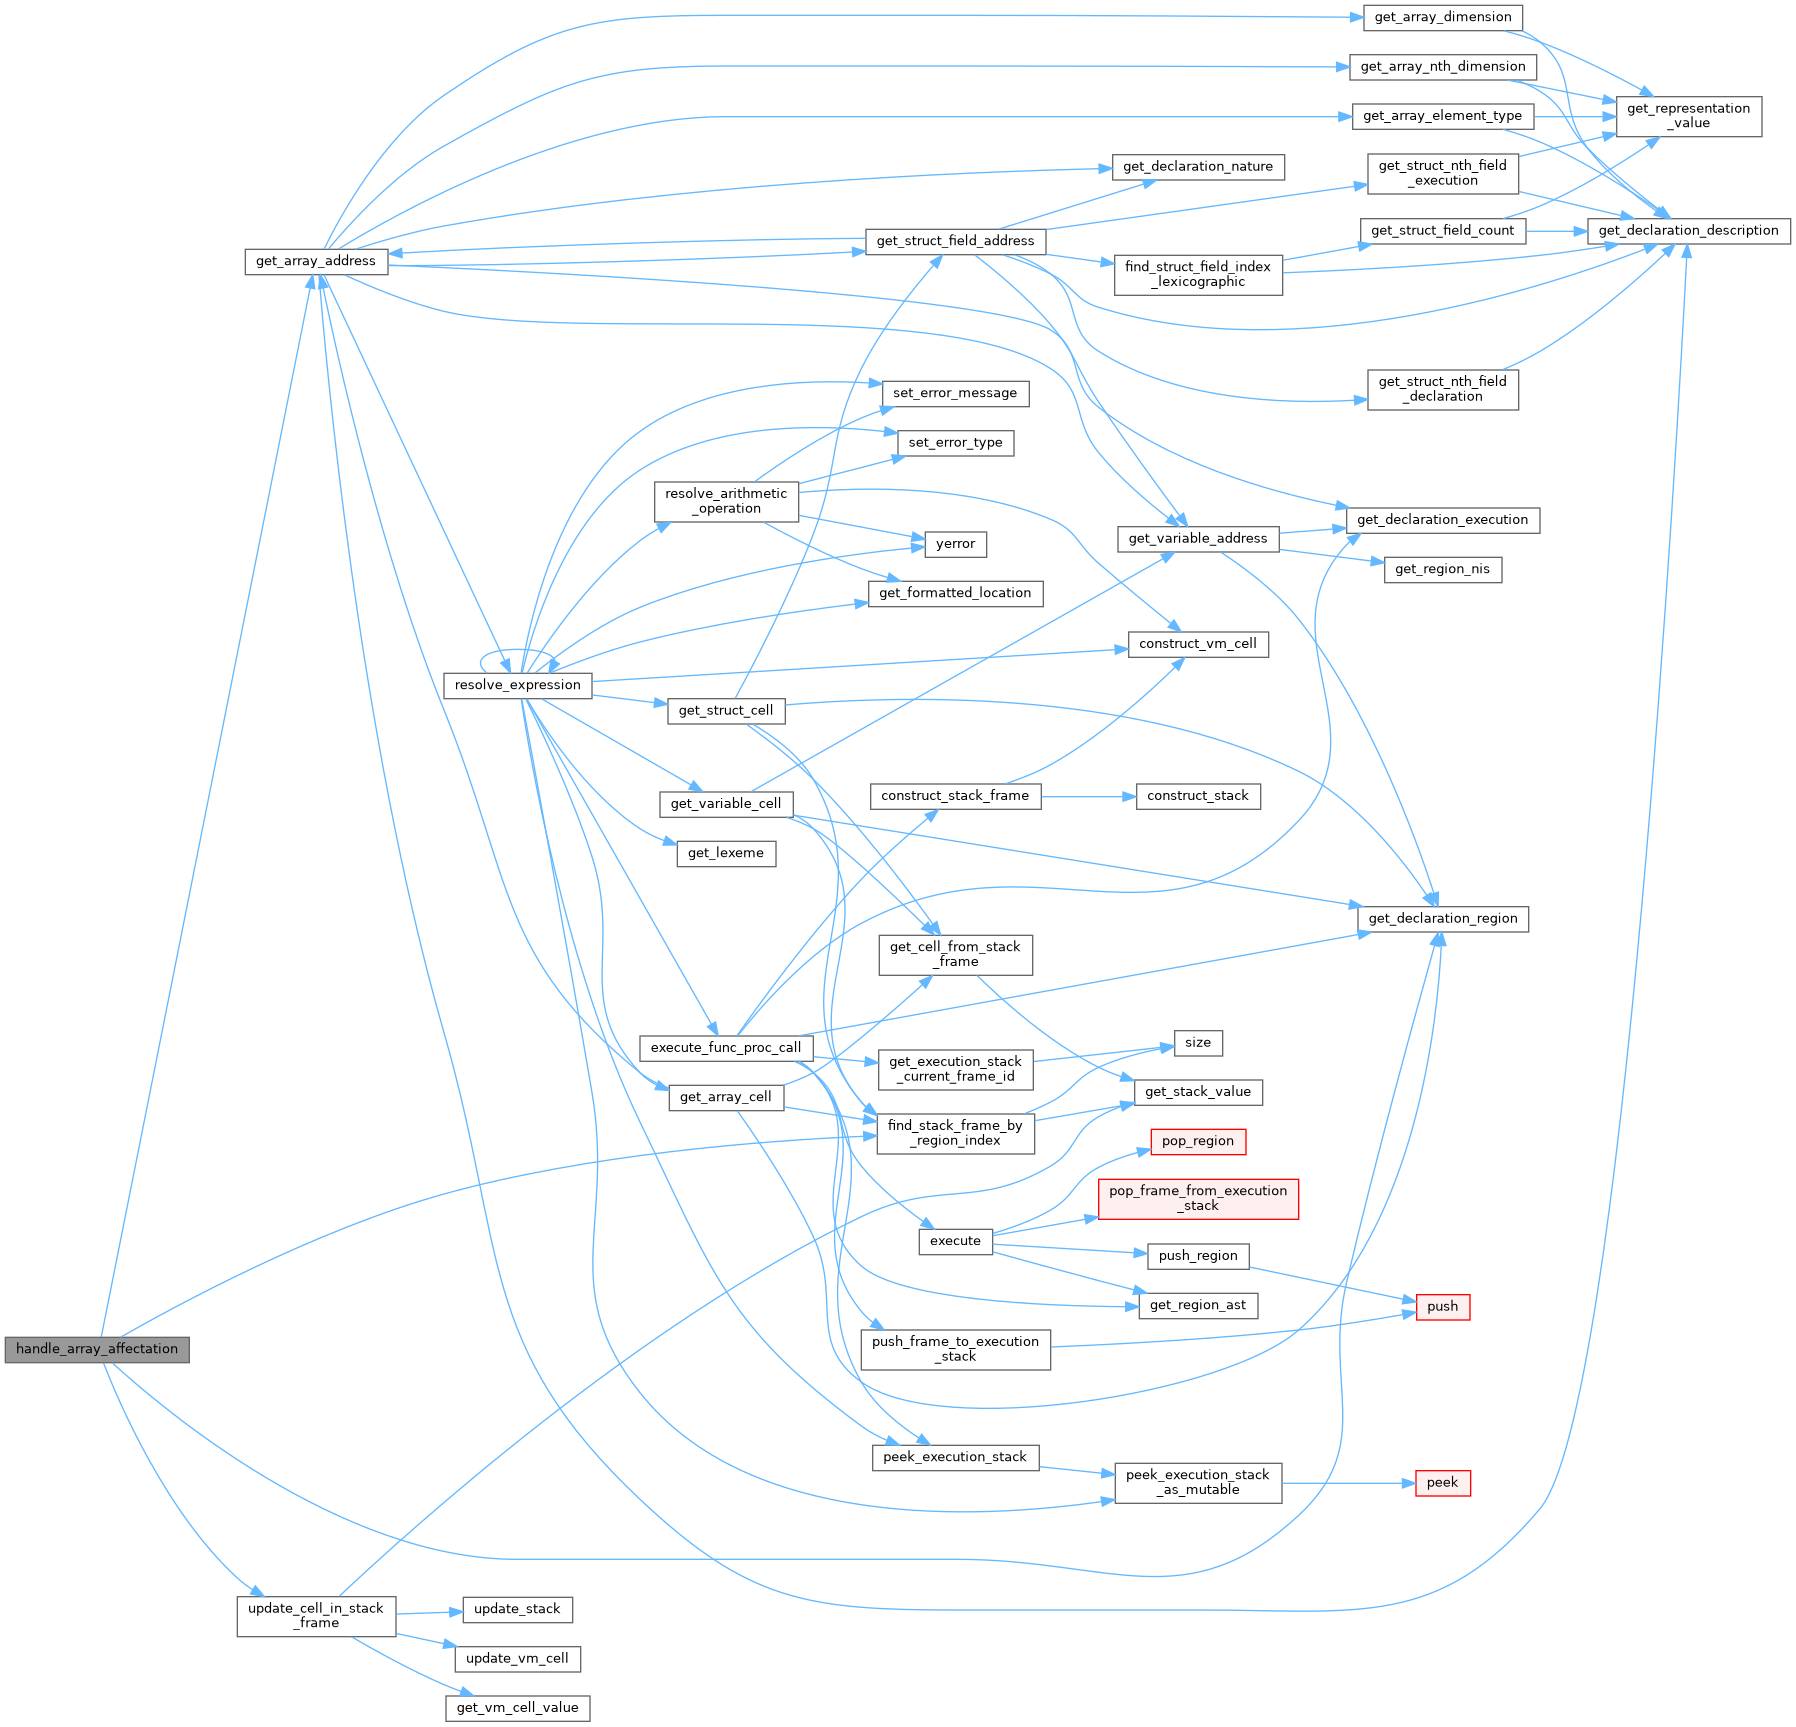 get_array_dimension
get_array_nth_dimension
get_representation
_value
get_array_element_type
get_declaration_nature
get_struct_nth_field
_execution
get_struct_field_count
get_declaration_description
get_struct_field_address
get_array_address
find_struct_field_index
_lexicographic
get_struct_nth_field
_declaration
set_error_message
set_error_type
resolve_arithmetic
_operation
get_declaration_execution
get_variable_address
yerror
get_region_nis
get_formatted_location
construct_vm_cell
resolve_expression
get_struct_cell
construct_stack_frame
construct_stack
get_variable_cell
get_lexeme
get_declaration_region
get_cell_from_stack
_frame
execute_func_proc_call
size
get_execution_stack
_current_frame_id
get_array_cell
get_stack_value
find_stack_frame_by
_region_index
pop_region
pop_frame_from_execution
_stack
execute
push_region
get_region_ast
push
handle_array_affectation
push_frame_to_execution
_stack
peek_execution_stack
peek_execution_stack
_as_mutable
peek
update_cell_in_stack
_frame
update_stack
update_vm_cell
get_vm_cell_value